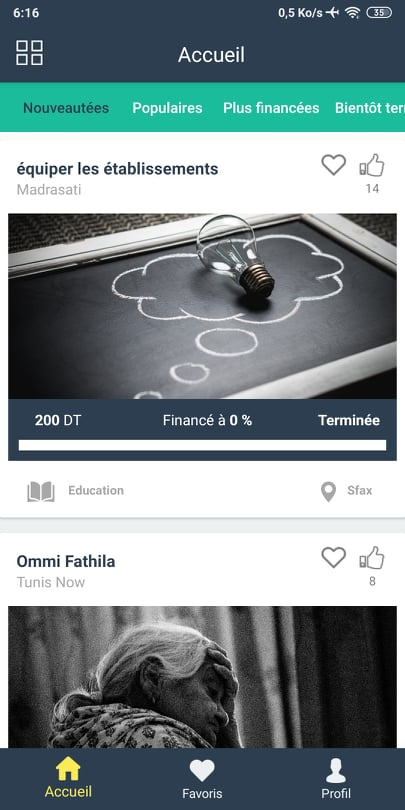 6:16
0,5 Ko/s
35
Accueil
Nouveautées Populaires Plus financées Bientôt ter
équiper les établissements
Madrasati
14
200 DT Financé à 0 % Terminée
Education Sfax
Ommi Fathila
Tunis Now
8
Accueil Favoris Profil